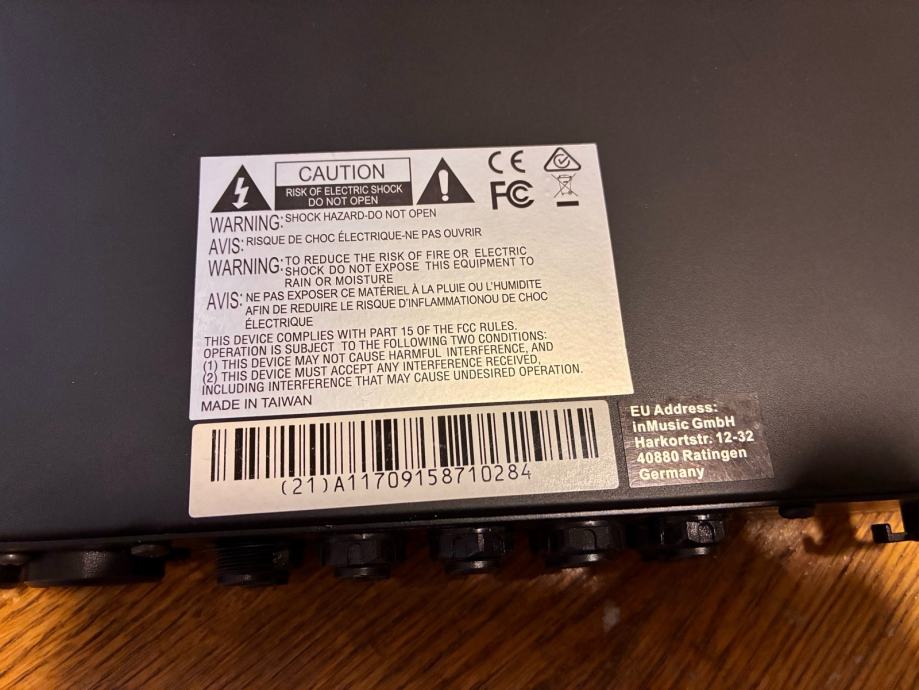 CAUTION
RISK OF ELECTRIC SHOCK
DO NOT OPEN
CE
FC
WARNING: SHOCK HAZARD-DO NOT OPEN
AVIS: RISQUE DE CHOC ÉLECTRIQUE-NE PAS OUVRIR
WARNING: TO REDUCE THE RISK OF FIRE OR ELECTRIC
SHOCK DO NOT EXPOSE THIS EQUIPMENT TO
RAIN OR MOISTURE
AVIS: NE PAS EXPOSER CE MATÉRIEL À LA PLUIE OU L'HUMIDITE
AFIN DE REDUIRE LE RISQUE D'INFLAMMATIONOU DE CHOC
ÉLECTRIQUE
THIS DEVICE COMPLIES WITH PART 15 OF THE FCC RULES.
OPERATION IS SUBJECT TO THE FOLLOWING TWO CONDITIONS:
(1) THIS DEVICE MAY NOT CAUSE HARMFUL INTERFERENCE, AND
(2) THIS DEVICE MUST ACCEPT ANY INTERFERENCE RECEIVED,
INCLUDING INTERFERENCE THAT MAY CAUSE UNDESIRED OPERATION.
MADE IN TAIWAN
(21)A11709158710284
EU Address:
inMusic GmbH
Harkortstr. 12-32
40880 Ratingen
Germany